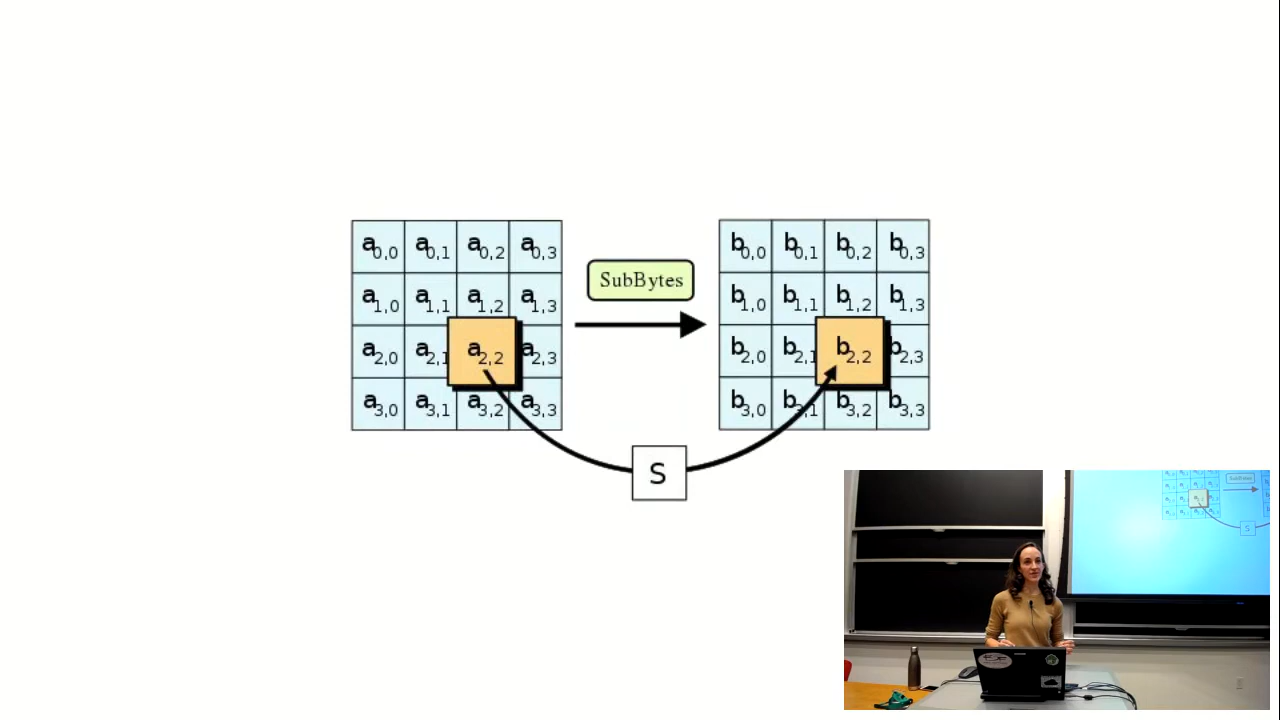 a0,0 a0,1 a0,2 a0,3
a1,0 a1,1 a1,2 a1,3
a2,0 a2,1 a2,2 a2,3
a3,0 a3,1 a3,2 a3,3
SubBytes
b0,0 b0,1 b0,2 b0,3
b1,0 b1,1 b1,2 b1,3
b2,0 b2,1 b2,2 b2,3
b3,0 b3,1 b3,2 b3,3
S
SubBytes
S